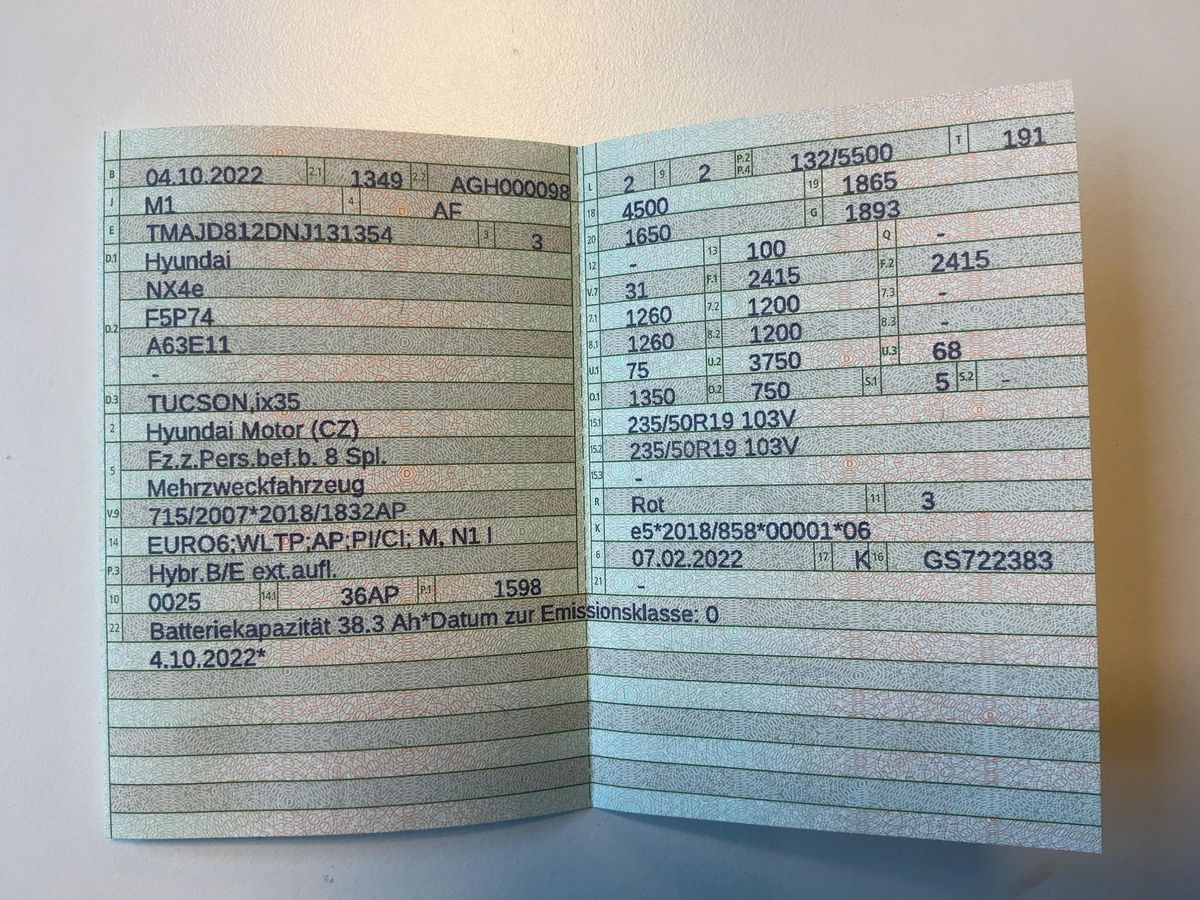 B 04.10.2022 2.1 1349 2.2 AGH000098
J M1 4 AF
E TMAJD812DNJ131354 3 3
D.1 Hyundai
NX4e
D.2 F5P74
A63E11
-
D.3 TUCSON,ix35
2 Hyundai Motor (CZ)
5 Fz.z.Pers.bef.b. 8 Spl.
Mehrzweckfahrzeug
V.9 715/2007*2018/1832AP
14 EURO6;WLTP;AP;PI/CI; M, N1 I
P.3 Hybr.B/E ext.aufl.
10 0025 14.1 36AP P.1 1598
22 Batteriekapazität 38.3 Ah*Datum zur Emissionsklasse: 0
4.10.2022*
L 2 9 2 P.2 P.4 132/5500 T 191
18 4500 19 1865
20 1650 G 1893
12 - 13 100 Q -
V.7 31 F.1 2415 F.2 2415
7.1 1260 7.2 1200 7.3 -
8.1 1260 8.2 1200 8.3 -
U.1 75 U.2 3750 U.3 68
O.1 1350 O.2 750 S.1 5 S.2 -
15.1 235/50R19 103V
15.2 235/50R19 103V
15.3 -
R Rot 11 3
K e5*2018/858*00001*06
6 07.02.2022 17 K 16 GS722383
21 -